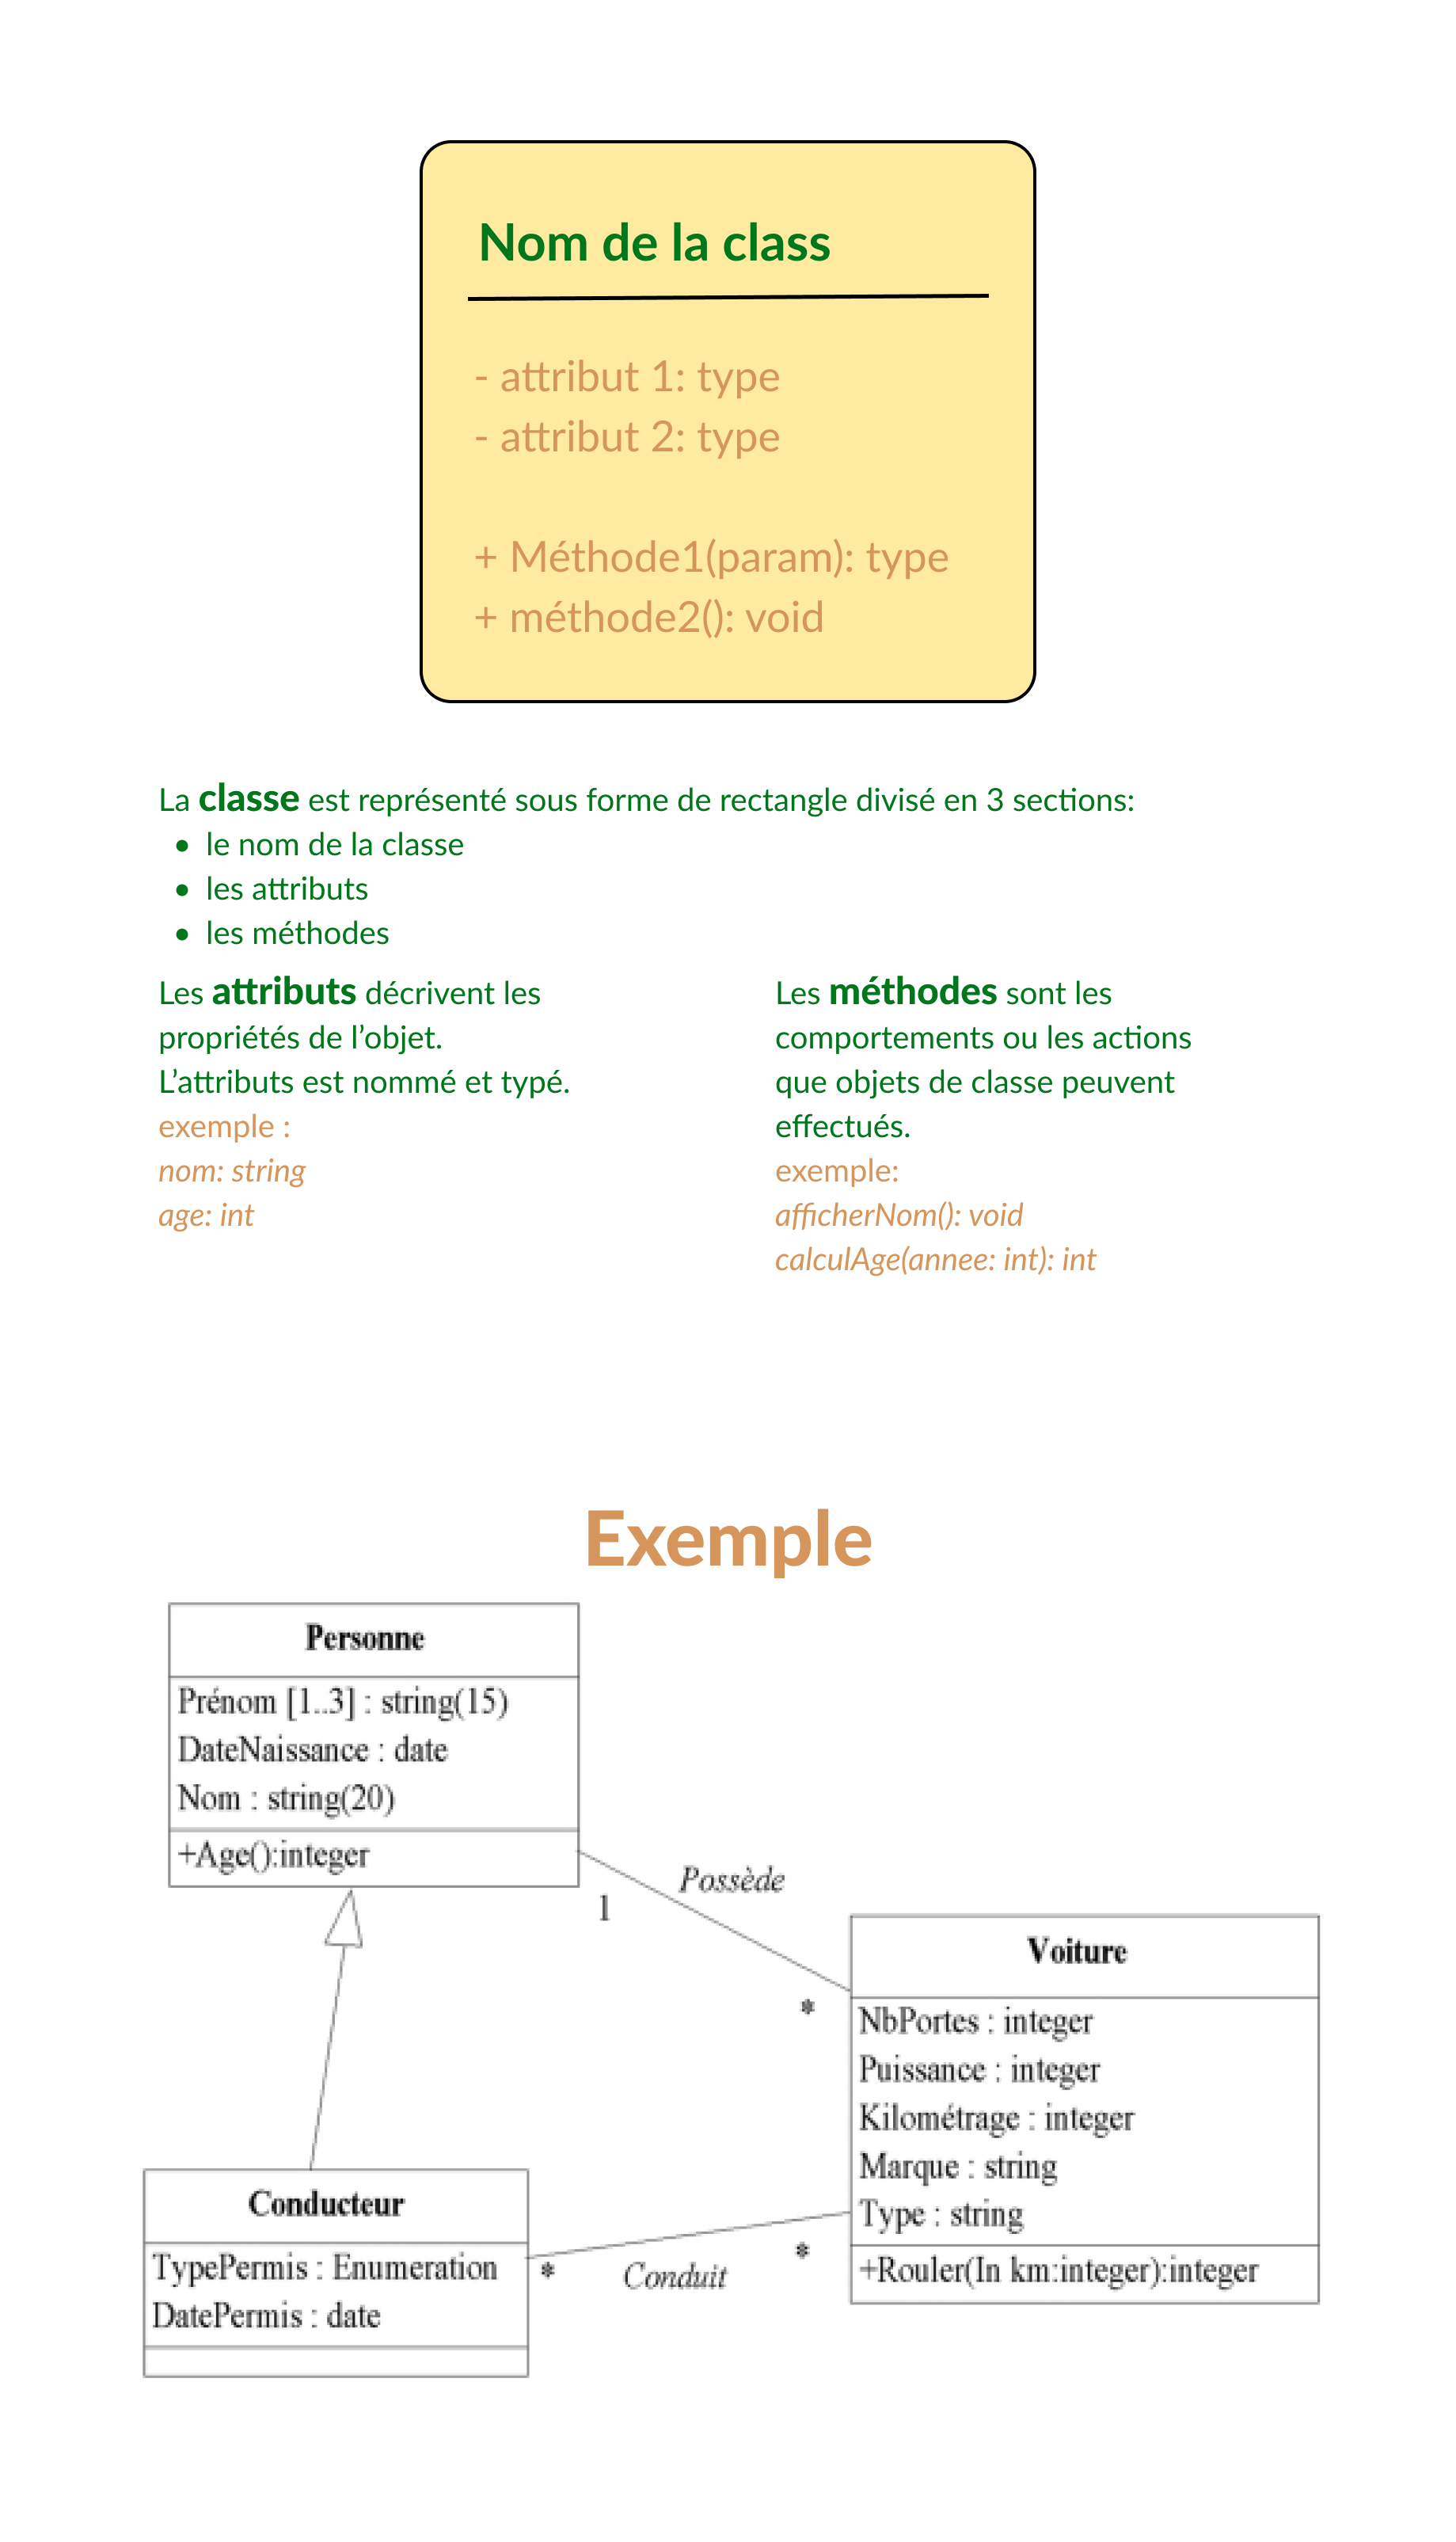 Nom de la class
- attribut 1: type
- attribut 2: type
+ Méthode1(param): type
+ méthode2(): void
La classe est représenté sous forme de rectangle divisé en 3 sections:
• le nom de la classe
• les attributs
• les méthodes
Les attributs décrivent les
propriétés de l'objet.
L'attributs est nommé et typé.
exemple :
nom: string
age: int
Les méthodes sont les
comportements ou les actions
que objets de classe peuvent
effectués.
exemple:
afficherNom(): void
calculAge(annee: int): int
Exemple
Personne
Prénom [1..3] : string(15)
DateNaissance : date
Nom : string(20)
+Age():integer
Possède
1
*
Voiture
NbPortes : integer
Puissance : integer
Kilométrage : integer
Marque : string
Type : string
+Rouler(In km:integer):integer
Conducteur
TypePermis : Enumeration
DatePermis : date
*
Conduit
*